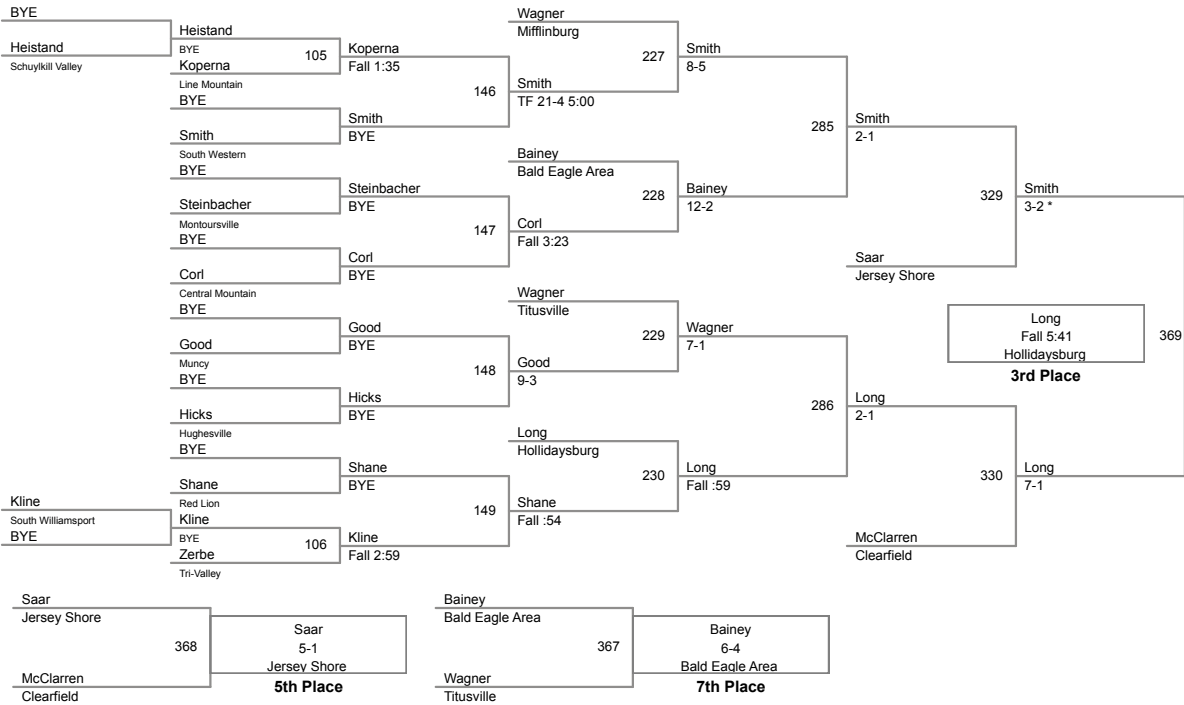 BYE
Heistand
Schuylkill Valley
Heistand
BYE
105
Koperna
Line Mountain
BYE
Smith
South Western
BYE
Steinbacher
Montoursville
BYE
Corl
Central Mountain
BYE
Good
Muncy
BYE
Hicks
Hughesville
BYE
Shane
Red Lion
Kline
South Williamsport
BYE
Kline
BYE
106
Zerbe
Tri-Valley
Koperna
Fall 1:35
146
Smith
BYE
Steinbacher
BYE
147
Corl
BYE
Good
BYE
148
Hicks
BYE
Shane
BYE
149
Kline
Fall 2:59
Wagner
Mifflinburg
227
Smith
TF 21-4 5:00
Bainey
Bald Eagle Area
228
Corl
Fall 3:23
Wagner
Titusville
229
Good
9-3
Long
Hollidaysburg
230
Shane
Fall :54
Smith
8-5
285
Bainey
12-2
Wagner
7-1
286
Long
Fall :59
Smith
2-1
329
Saar
Jersey Shore
Long
2-1
330
McClarren
Clearfield
Smith
3-2 *
369
Long
7-1
Long
Fall 5:41
Hollidaysburg
3rd Place
Saar
Jersey Shore
368
McClarren
Clearfield
Saar
5-1
Jersey Shore
5th Place
Bainey
Bald Eagle Area
367
Wagner
Titusville
Bainey
6-4
Bald Eagle Area
7th Place